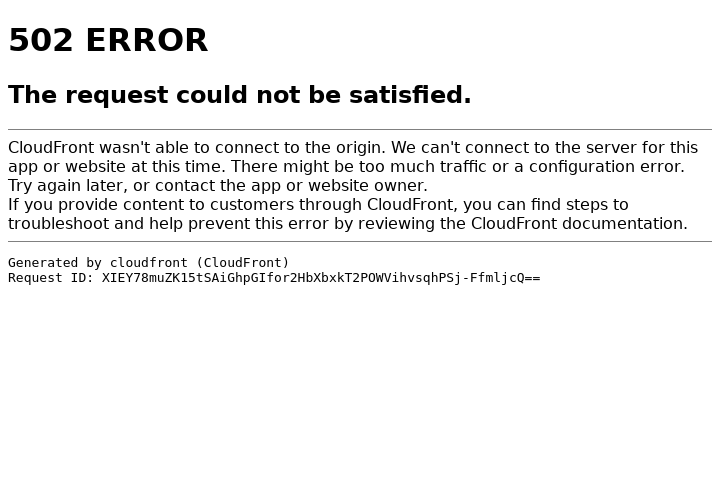 502 ERROR
The request could not be satisfied.
CloudFront wasn't able to connect to the origin. We can't connect to the server for this
app or website at this time. There might be too much traffic or a configuration error.
Try again later, or contact the app or website owner.
If you provide content to customers through CloudFront, you can find steps to
troubleshoot and help prevent this error by reviewing the CloudFront documentation.
Generated by cloudfront (CloudFront)
Request ID: XIEY78muZK15tSAiGhpGIfor2HbXbxkT2POWVihvsqhPSj-FfmljcQ==